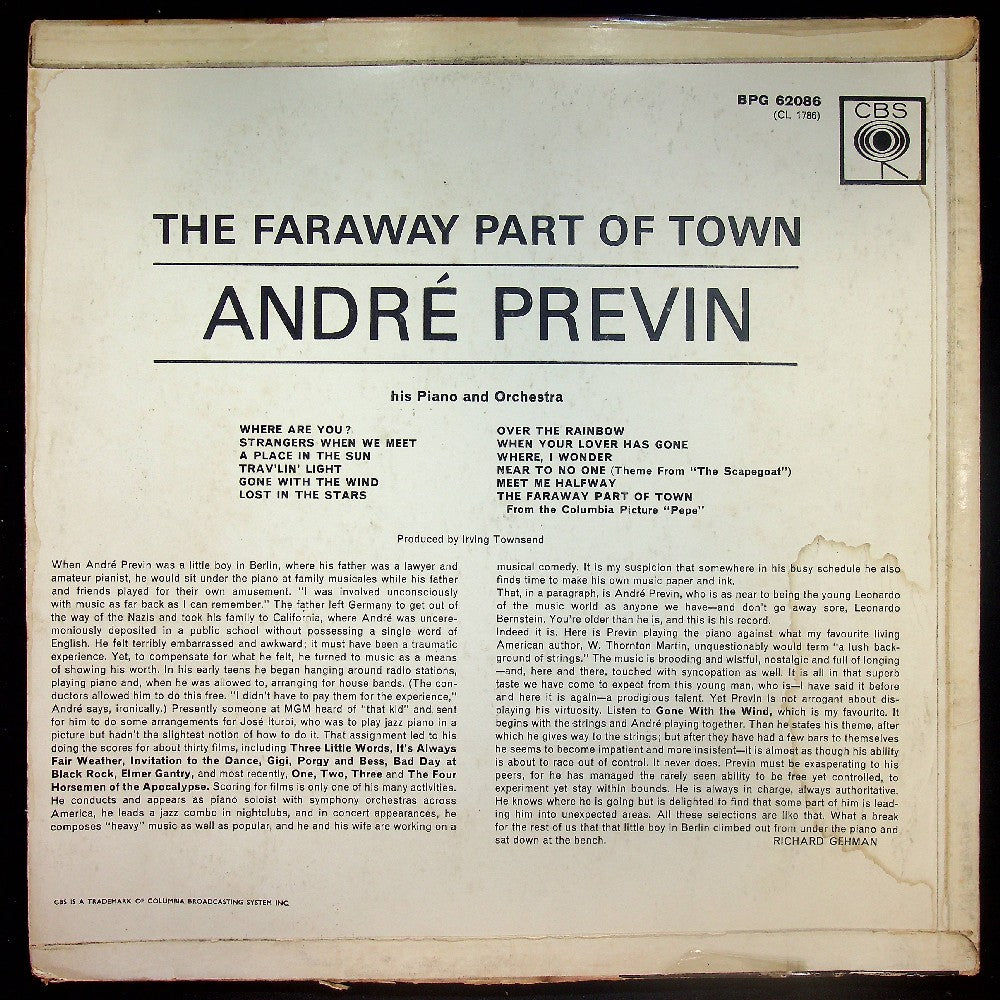 BPG 62086
(CL 1786)
CBS
THE FARAWAY PART OF TOWN
ANDRÉ PREVIN
his Piano and Orchestra
WHERE ARE YOU?
STRANGERS WHEN WE MEET
A PLACE IN THE SUN
TRAV'LIN' LIGHT
GONE WITH THE WIND
LOST IN THE STARS
OVER THE RAINBOW
WHEN YOUR LOVER HAS GONE
WHERE, I WONDER
NEAR TO NO ONE (Theme From "The Scapegoat")
MEET ME HALFWAY
THE FARAWAY PART OF TOWN
From the Columbia Picture "Pepe"
Produced by Irving Townsend
When André Previn was a little boy in Berlin, where his father was a lawyer and
amateur pianist, he would sit under the piano at family musicales while his father
and friends played for their own amusement. "I was involved unconsciously
with music as far back as I can remember." The father left Germany to get out of
the way of the Nazis and took his family to California, where André was uncere-
moniously deposited in a public school without possessing a single word of
English. He felt terribly embarrassed and awkward; it must have been a traumatic
experience. Yet, to compensate for what he felt, he turned to music as a means
of showing his worth. In his early teens he began hanging around radio stations,
playing piano and, when he was allowed to, arranging for house bands. (The con-
ductors allowed him to do this free. "I didn't have to pay them for the experience,"
André says, ironically.) Presently someone at MGM heard of "that kid" and sent
for him to do some arrangements for José Iturbi, who was to play jazz piano in a
picture but hadn't the slightest notion of how to do it. That assignment led to his
doing the scores for about thirty films, including Three Little Words, It's Always
Fair Weather, Invitation to the Dance, Gigi, Porgy and Bess, Bad Day at
Black Rock, Elmer Gantry, and most recently, One, Two, Three and The Four
Horsemen of the Apocalypse. Scoring for films is only one of his many activities.
He conducts and appears as piano soloist with symphony orchestras across
America, he leads a jazz combo in nightclubs, and in concert appearances, he
composes "heavy" music as well as popular, and he and his wife are working on a
musical comedy. It is my suspicion that somewhere in his busy schedule he also
finds time to make his own music paper and ink.
That, in a paragraph, is André Previn, who is as near to being the young Leonardo
of the music world as anyone we have—and don't go away sore, Leonardo
Bernstein. You're older than he is, and this is his record.
Indeed it is. Here is Previn playing the piano against what my favourite living
American author, W. Thornton Martin, unquestionably would term "a lush back-
ground of strings." The music is brooding and wistful, nostalgic and full of longing
—and, here and there, touched with syncopation as well. It is all in that superb
taste we have come to expect from this young man, who is—I have said it before
and here it is again—a prodigious talent. Yet Previn is not arrogant about dis-
playing his virtuosity. Listen to Gone With the Wind, which is my favourite. It
begins with the strings and André playing together. Then he states his theme, after
which he gives way to the strings; but after they have had a few bars to themselves
he seems to become impatient and more insistent—it is almost as though his ability
is about to race out of control. It never does. Previn must be exasperating to his
peers, for he has managed the rarely seen ability to be free yet controlled, to
experiment yet stay within bounds. He is always in charge, always authoritative.
He knows where he is going but is delighted to find that some part of him is lead-
ing him into unexpected areas. All these selections are like that. What a break
for the rest of us that that little boy in Berlin climbed out from under the piano and
sat down at the bench. RICHARD GEHMAN
CBS IS A TRADEMARK OF COLUMBIA BROADCASTING SYSTEM INC.